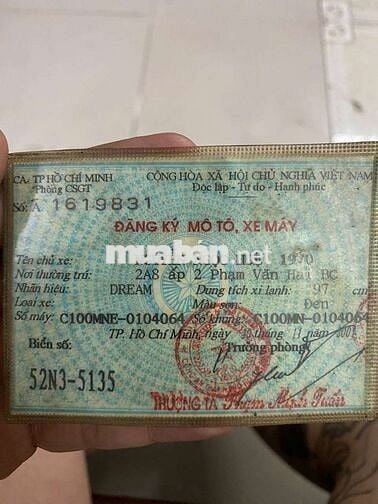 CA. TP HỒ CHÍ MINH
Phòng CSGT
CỘNG HÒA XÃ HỘI CHỦ NGHĨA VIỆT NAM
Độc lập - Tự do - Hạnh phúc
Số: A 1619831
ĐĂNG KÝ MÔ TÔ, XE MÁY
muaban.net
Tên chủ xe: 1970
Nơi thường trú: 2A8 ấp 2 Phạm Văn Hai BC
Nhãn hiệu: DREAM Dung tích xi lanh: 97 cm
Loại xe: Màu sơn: Đen
Số máy: C100MNE-0104064 Số khung: C100MN-0104064
TP. Hồ Chí Minh, ngày tháng 11 năm
Biển số: Trưởng phòng
52N3-5135
THƯỢNG TÁ Phạm Tuấn